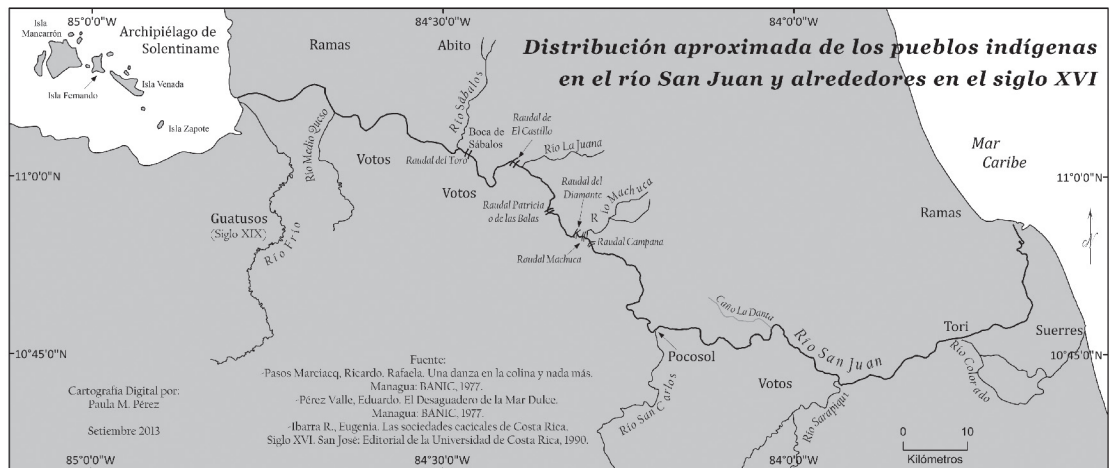 85°0'0"W
84°30'0"W
84°0'0"W
Isla
Mancarrón
Archipiélago de
Solentiname
Isla Venada
Isla Fernando
Isla Zapote
Ramas
Abito
Distribución aproximada de los pueblos indígenas
en el río San Juan y alrededores en el siglo XVI
Río Sábalos
Boca de
Sábalos
Raudal de
El Castillo
Río La Juana
Río Medio Queso
Votos
Raudal del Toro
Mar
Caribe
11°0'0"N
11°0'0"N
Votos
Raudal del
Diamante
Río Machuca
Raudal Patricia
o de las Balas
Guatusos
(Siglo XIX)
Río Frío
Raudal Campana
Raudal Machuca
Ramas
N
Caño La Danta
Río San Juan
Tori
Suerres
10°45'0"N
10°45'0"N
Pocosol
Río Colorado
Votos
Río San Carlos
Río Sarapiquí
Fuente:
-Pasos Marciacq, Ricardo. Rafaela. Una danza en la colina y nada más.
Managua: BANIC, 1977.
-Pérez Valle, Eduardo. El Desaguadero de la Mar Dulce.
Managua: BANIC, 1977.
-Ibarra R., Eugenia. Las sociedades cacicales de Costa Rica.
Siglo XVI. San José: Editorial de la Universidad de Costa Rica, 1990.
Cartografía Digital por:
Paula M. Pérez
Setiembre 2013
0 10
Kilómetros
85°0'0"W
84°30'0"W
84°0'0"W